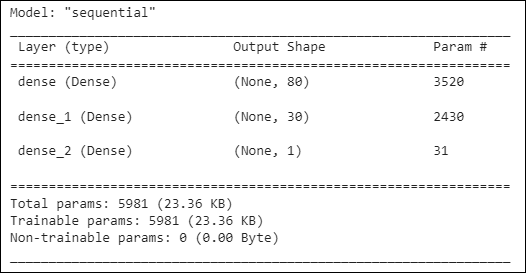 Model: "sequential"
_________________________________________________________________
Layer (type) Output Shape Param #
=================================================================
dense (Dense) (None, 80) 3520
dense_1 (Dense) (None, 30) 2430
dense_2 (Dense) (None, 1) 31
=================================================================
Total params: 5981 (23.36 KB)
Trainable params: 5981 (23.36 KB)
Non-trainable params: 0 (0.00 Byte)
_________________________________________________________________